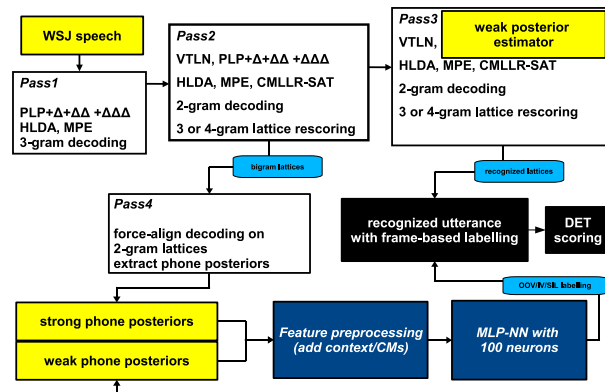 WSJ speech
Pass1
PLP+Δ+ΔΔ +ΔΔΔ
HLDA, MPE
3-gram decoding
Pass2
VTLN, PLP+Δ+ΔΔ +ΔΔΔ
HLDA, MPE, CMLLR-SAT
2-gram decoding
3 or 4-gram lattice rescoring
Pass3
VTLN,
weak posterior
estimator
HLDA, MPE, CMLLR-SAT
2-gram decoding
3 or 4-gram lattice rescoring
bigram lattices
recognized lattices
Pass4
force-align decoding on
2-gram lattices
extract phone posteriors
recognized utterance
with frame-based labelling
DET
scoring
OOV/IV/SIL labelling
strong phone posteriors
weak phone posteriors
Feature preprocessing
(add context/CMs)
MLP-NN with
100 neurons